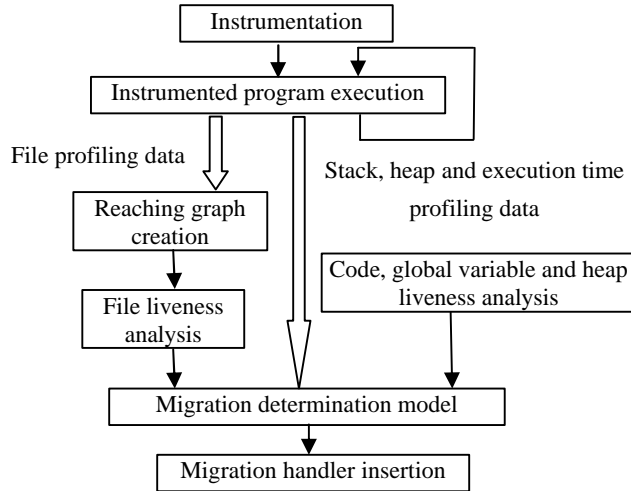 Instrumentation
Instrumented program execution
File profiling data
Stack, heap and execution time
profiling data
Reaching graph
creation
Code, global variable and heap
liveness analysis
File liveness
analysis
Migration determination model
Migration handler insertion